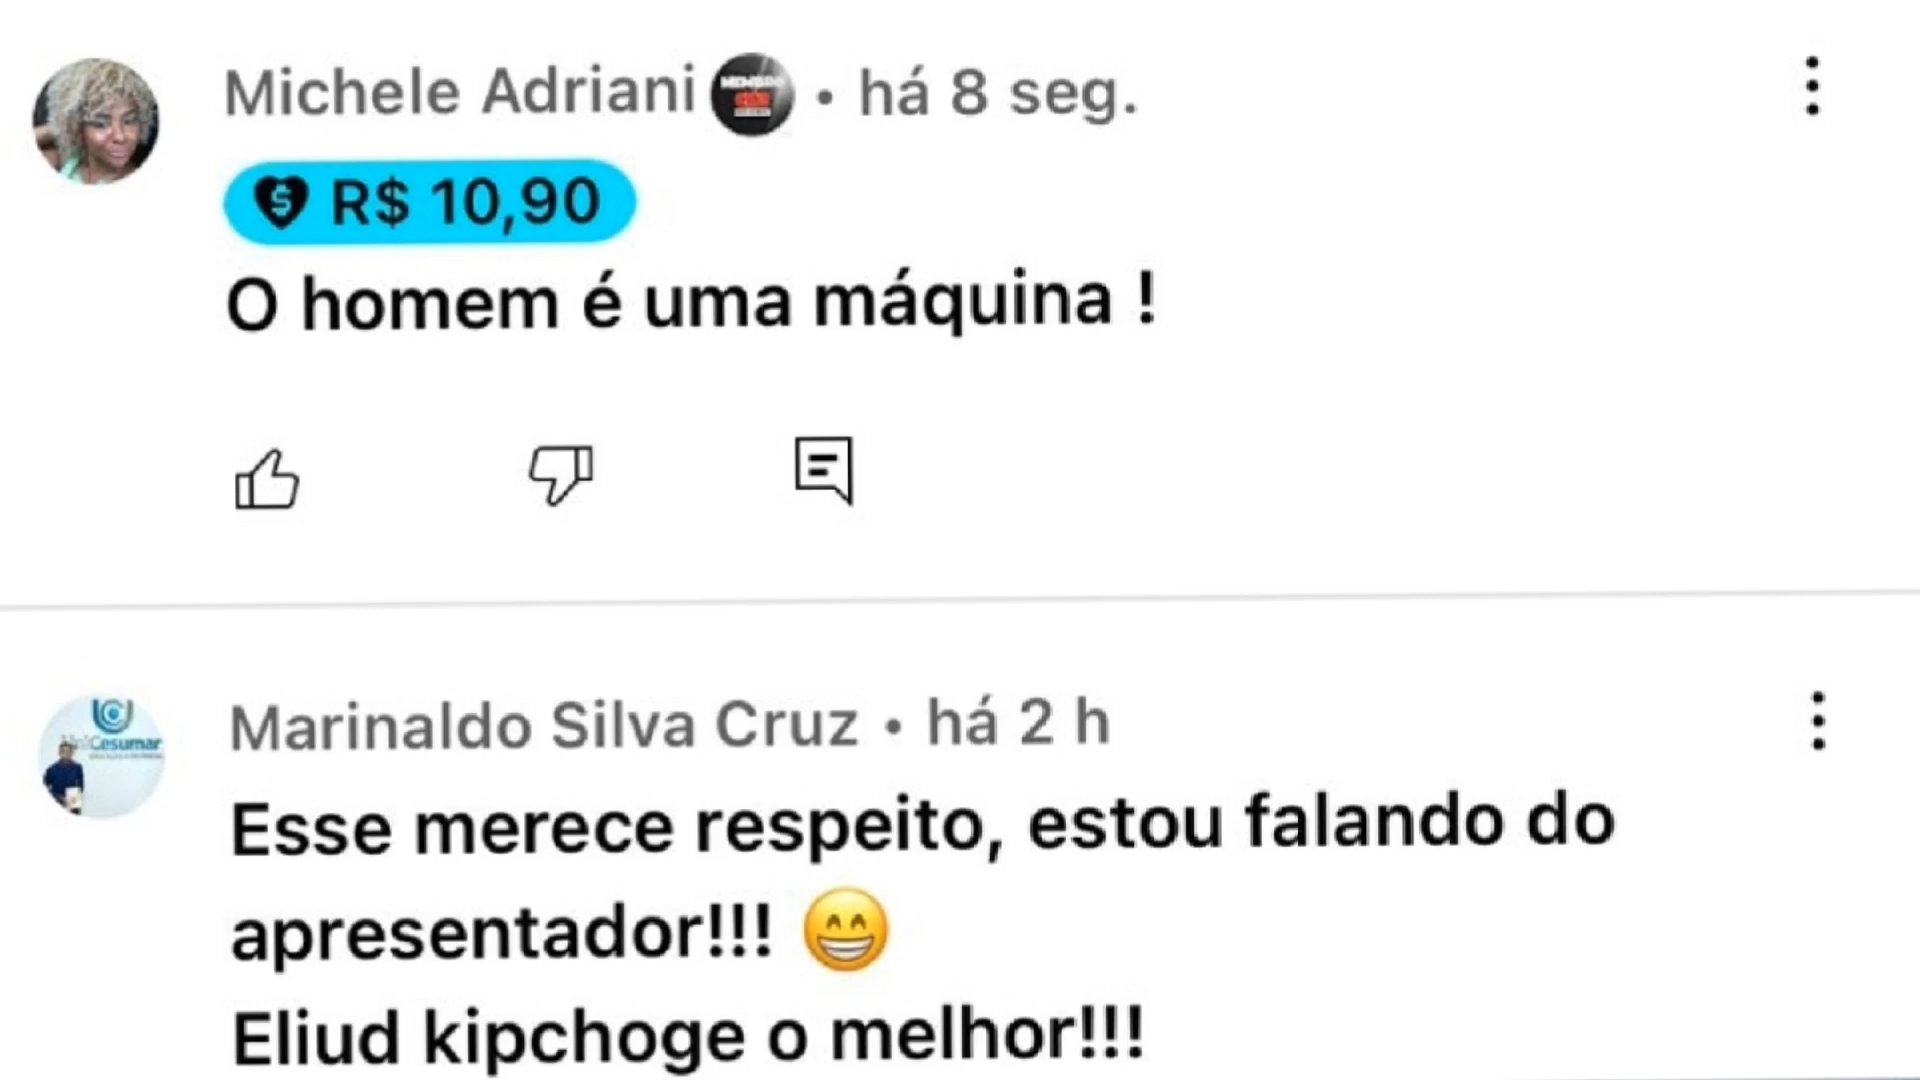 Michele Adriani • há 8 seg.
R$ 10,90
O homem é uma máquina !
Marinaldo Silva Cruz • há 2 h
UniCesumar
Esse merece respeito, estou falando do
apresentador!!! 😁
Eliud kipchoge o melhor!!!